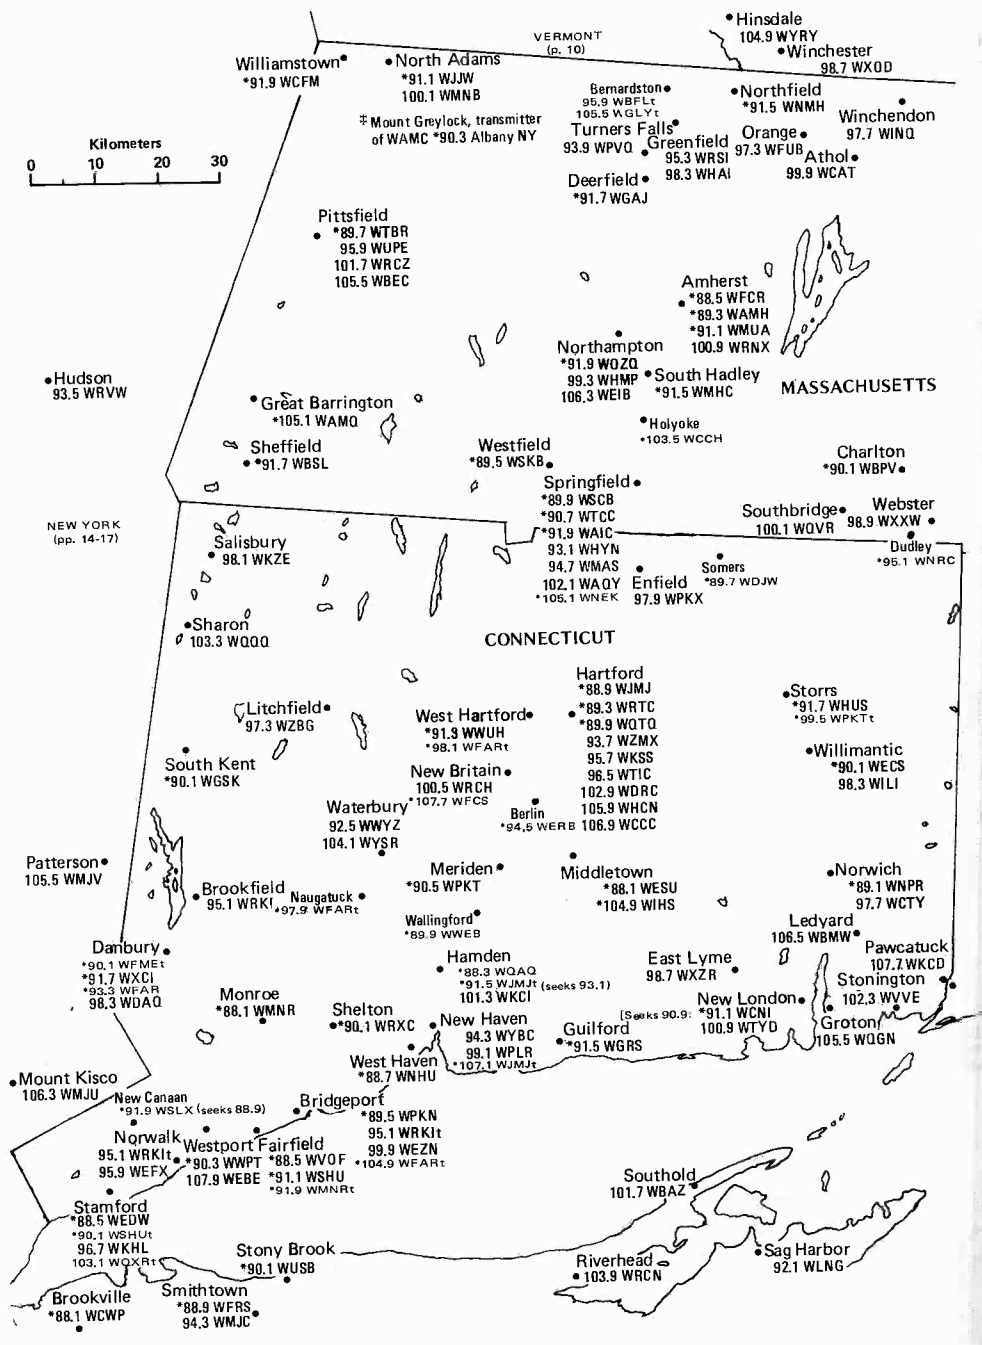 Hinsdale
104.9 WYRY
Winchester
98.7 WXOD
VERMONT
(p. 10)
Williamstown
*91.9 WCFM
North Adams
*91.1 WJJW
100.1 WMNB
‡ Mount Greylock, transmitter
of WAMC *90.3 Albany NY
Bernardston
95.9 WBFLt
105.5 WGLYt
Northfield
*91.5 WNMH
Winchendon
97.7 WINQ
Turners Falls
93.9 WPVQ
Greenfield
95.3 WRSI
98.3 WHAI
Orange
97.3 WFUB
Athol
99.9 WCAT
Deerfield
*91.7 WGAJ
Kilometers
0 10 20 30
Pittsfield
*89.7 WTBR
95.9 WUPE
101.7 WRCZ
105.5 WBEC
Amherst
*88.5 WFCR
*89.3 WAMH
*91.1 WMUA
100.9 WRNX
Northampton
*91.9 WOZQ
99.3 WHMP
106.3 WEIB
South Hadley
*91.5 WMHC
MASSACHUSETTS
Hudson
93.5 WRVW
Great Barrington
*105.1 WAMQ
Holyoke
*103.5 WCCH
Sheffield
*91.7 WBSL
Westfield
*89.5 WSKB
Charlton
*90.1 WBPV
Springfield
*89.9 WSCB
*90.7 WTCC
*91.9 WAIC
93.1 WHYN
94.7 WMAS
102.1 WAQY
*105.1 WNEK
Southbridge
100.1 WQVR
Webster
98.9 WXXW
Dudley
*95.1 WNRC
NEW YORK
(pp. 14-17)
Salisbury
98.1 WKZE
Enfield
97.9 WPKX
Somers
*89.7 WDJW
Sharon
103.3 WQQQ
CONNECTICUT
Hartford
*88.9 WJMJ
*89.3 WRTC
*89.9 WQTQ
93.7 WZMX
95.7 WKSS
96.5 WTIC
102.9 WDRC
105.9 WHCN
106.9 WCCC
Storrs
*91.7 WHUS
*99.5 WPKTt
Litchfield
97.3 WZBG
West Hartford
*91.3 WWUH
*98.1 WFARt
Willimantic
*90.1 WECS
98.3 WILI
South Kent
*90.1 WGSK
New Britain
100.5 WRCH
*107.7 WFCS
Waterbury
92.5 WWYZ
104.1 WYSR
Berlin
*94.5 WERB
Patterson
105.5 WMJV
Meriden
*90.5 WPKT
Middletown
*88.1 WESU
*104.9 WIHS
Norwich
*89.1 WNPR
97.7 WCTY
Brookfield
95.1 WRKI
Naugatuck
*97.9 WFARt
Wallingford
*89.9 WWEB
Ledyard
106.5 WBMW
Danbury
*90.1 WFMEt
*91.7 WXCI
*93.3 WFAR
98.3 WDAQ
Hamden
*88.3 WQAQ
*91.5 WJMJt (seeks 93.1)
101.3 WKCI
East Lyme
98.7 WXZR
Pawcatuck
107.7 WKCD
Stonington
102.3 WVVE
Monroe
*88.1 WMNR
Shelton
*90.1 WRXC
New Haven
94.3 WYBC
99.1 WPLR
*107.1 WJMJt
Guilford
*91.5 WGRS
New London
[Seeks 90.9: *91.1 WCNI
100.9 WTYD
Groton
105.5 WQGN
West Haven
*88.7 WNHU
Mount Kisco
106.3 WMJU
New Canaan
*91.9 WSLX (seeks 88.9)
Bridgeport
*89.5 WPKN
95.1 WRKIt
99.9 WEZN
*104.9 WFARt
Norwalk
95.1 WRKIt
95.9 WEFX
Westport
*90.3 WWPT
107.9 WEBE
Fairfield
*88.5 WVOF
*91.1 WSHU
*91.9 WMNRt
Stamford
*88.5 WEDW
*90.1 WSHUt
96.7 WKHL
103.1 WQXRt
Southold
101.7 WBAZ
Stony Brook
*90.1 WUSB
Riverhead
103.9 WRCN
Sag Harbor
92.1 WLNG
Brookville
*88.1 WCWP
Smithtown
*88.9 WFRS
94.3 WMJC